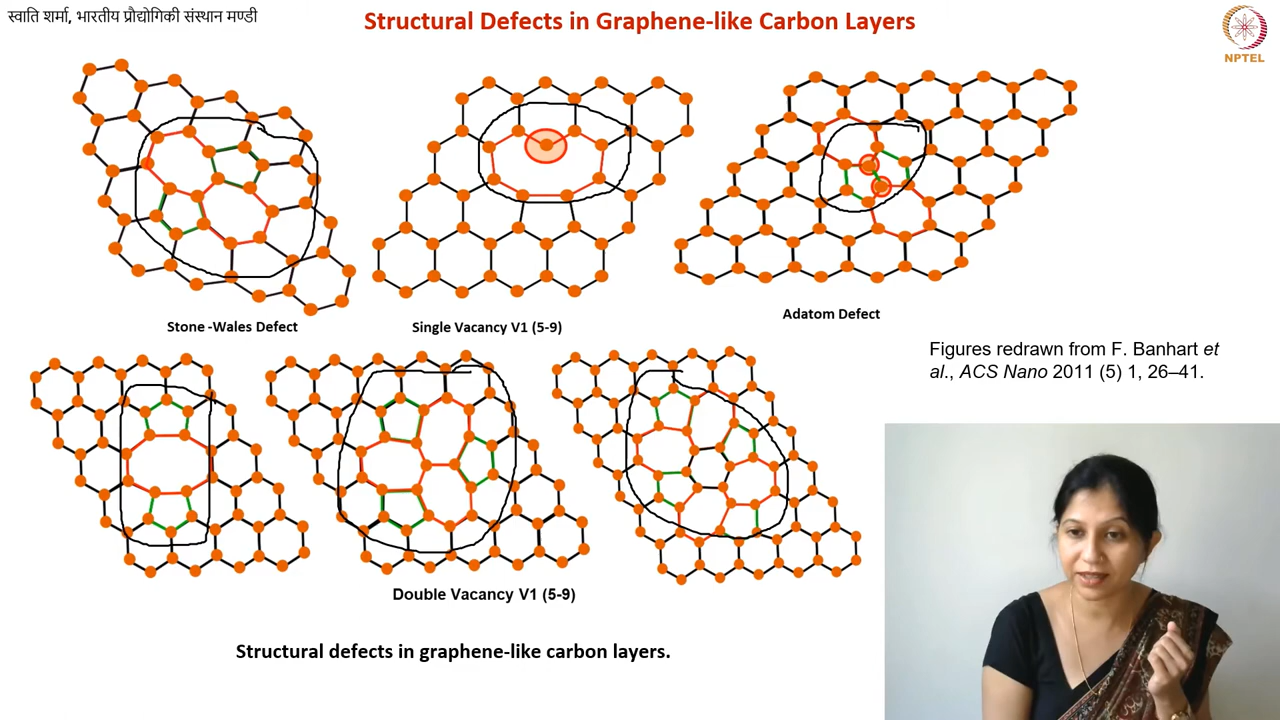 स्वाति शर्मा, भारतीय प्रौद्योगिकी संस्थान मण्डी
Structural Defects in Graphene-like Carbon Layers
NPTEL
Stone -Wales Defect
Single Vacancy V1 (5-9)
Adatom Defect
Figures redrawn from F. Banhart et
al., ACS Nano 2011 (5) 1, 26–41.
Double Vacancy V1 (5-9)
Structural defects in graphene-like carbon layers.